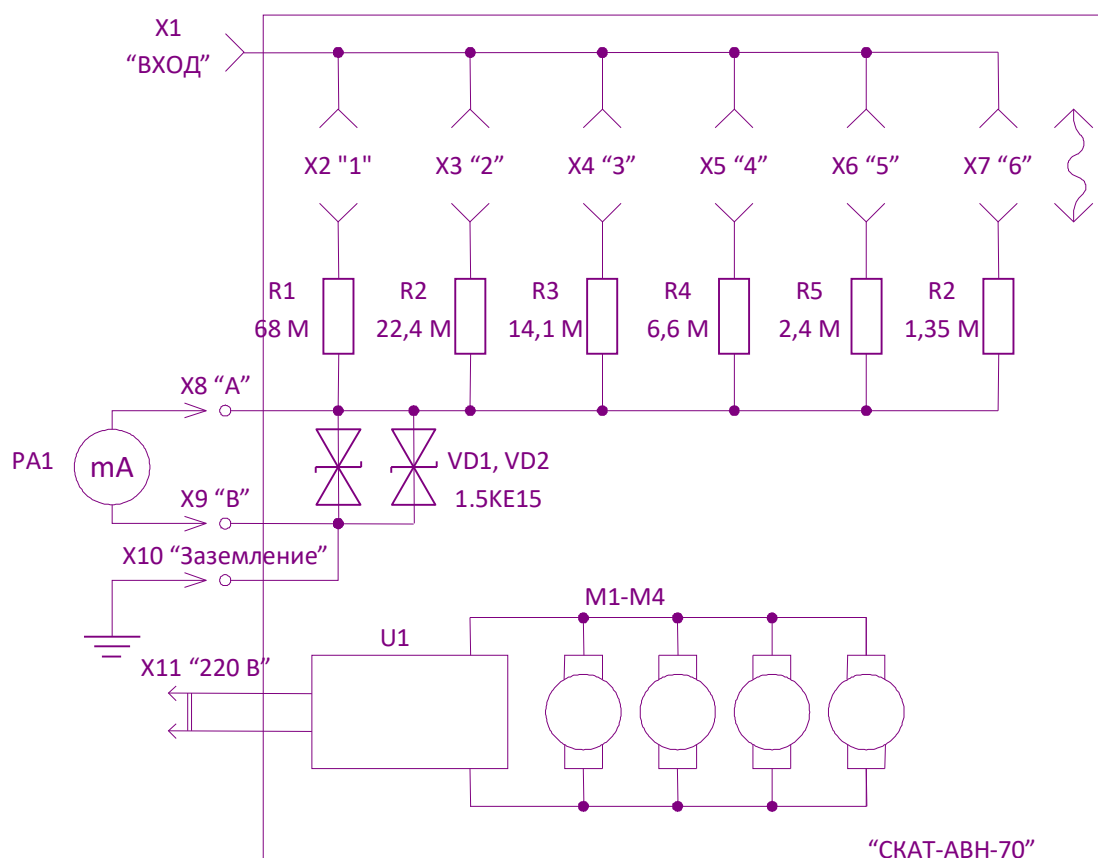 X1
“ВХОД”
X2 "1"
X3 “2”
X4 “3”
X5 “4”
X6 “5”
X7 “6”
R1
68 М
R2
22,4 М
R3
14,1 М
R4
6,6 М
R5
2,4 М
R2
1,35 М
X8 “А”
PA1
mA
VD1, VD2
1.5KE15
X9 “В”
X10 “Заземление”
M1-M4
U1
X11 “220 В”
“СКАТ-АВН-70”